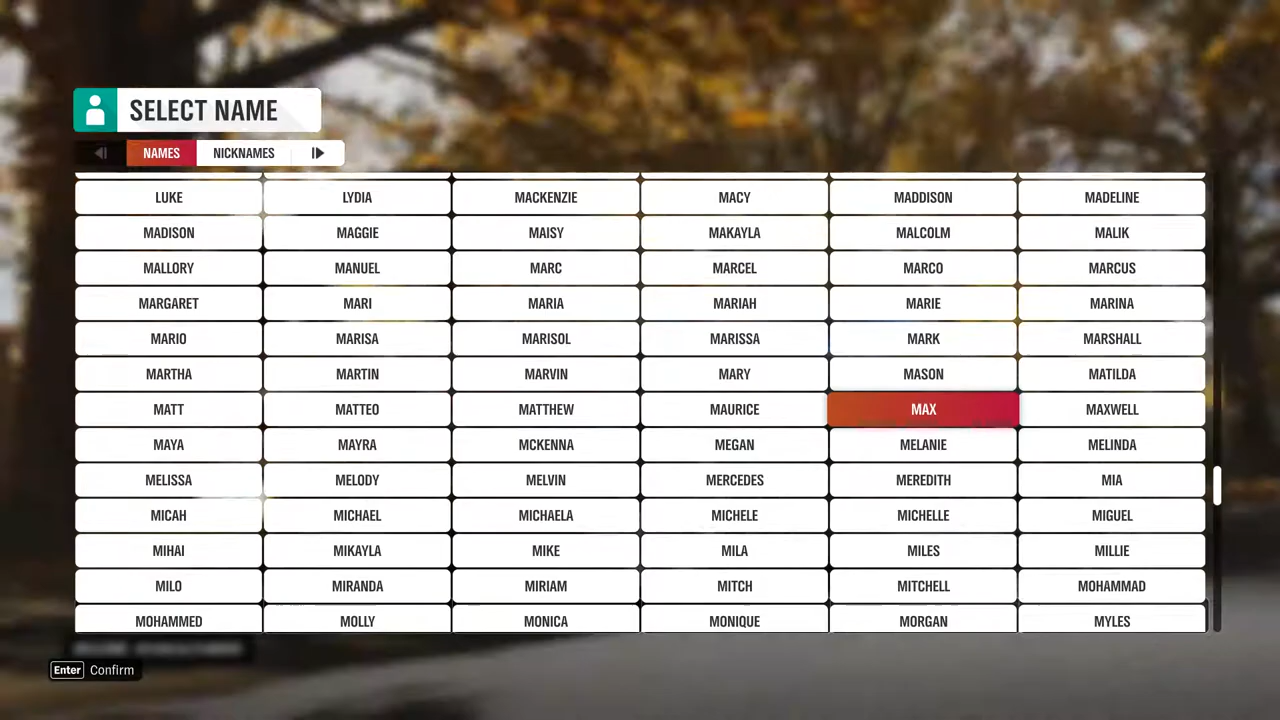 SELECT NAME
NAMES NICKNAMES
LUKE LYDIA MACKENZIE MACY MADDISON MADELINE
MADISON MAGGIE MAISY MAKAYLA MALCOLM MALIK
MALLORY MANUEL MARC MARCEL MARCO MARCUS
MARGARET MARI MARIA MARIAH MARIE MARINA
MARIO MARISA MARISOL MARISSA MARK MARSHALL
MARTHA MARTIN MARVIN MARY MASON MATILDA
MATT MATTEO MATTHEW MAURICE MAX MAXWELL
MAYA MAYRA MCKENNA MEGAN MELANIE MELINDA
MELISSA MELODY MELVIN MERCEDES MEREDITH MIA
MICAH MICHAEL MICHAELA MICHELE MICHELLE MIGUEL
MIHAI MIKAYLA MIKE MILA MILES MILLIE
MILO MIRANDA MIRIAM MITCH MITCHELL MOHAMMAD
MOHAMMED MOLLY MONICA MONIQUE MORGAN MYLES
Enter Confirm